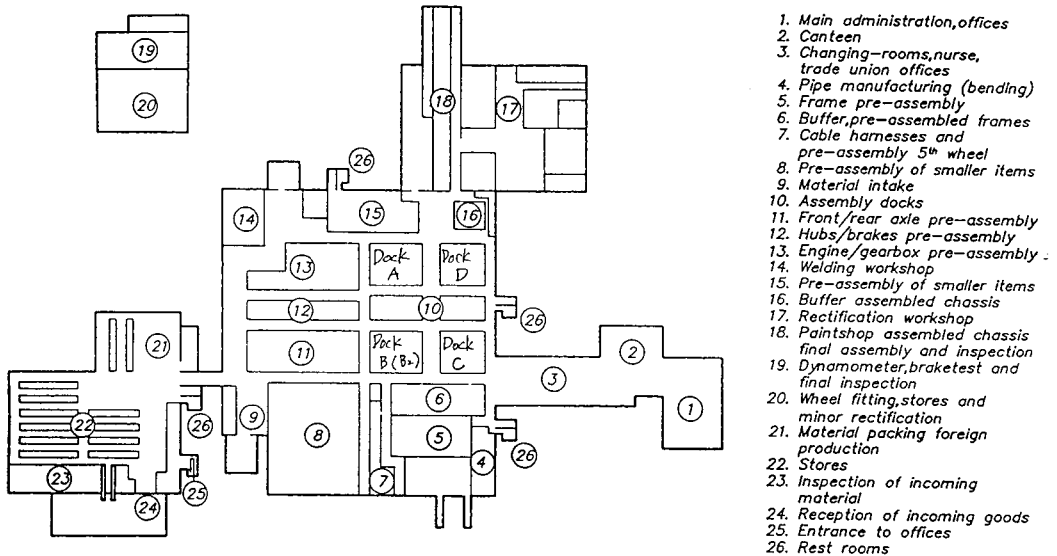 19
20
26
18
17
14
15
16
13
Dock
A
Dock
D
12
10
26
11
Dock
B (B2)
Dock
C
21
2
3
1
22
26
9
8
6
5
4
26
7
23
24
25
1. Main administration,offices
2. Canteen
3. Changing-rooms,nurse,
trade union offices
4. Pipe manufacturing (bending)
5. Frame pre-assembly
6. Buffer,pre-assembled frames
7. Cable harnesses and
pre-assembly 5th wheel
8. Pre-assembly of smaller items
9. Material intake
10. Assembly docks
11. Front/rear axle pre-assembly
12. Hubs/brakes pre-assembly
13. Engine/gearbox pre-assembly
14. Welding workshop
15. Pre-assembly of smaller items
16. Buffer assembled chassis
17. Rectification workshop
18. Paintshop assembled chassis
final assembly and inspection
19. Dynamometer,braketest and
final inspection
20. Wheel fitting,stores and
minor rectification
21. Material packing foreign
production
22. Stores
23. Inspection of incoming
material
24. Reception of incoming goods
25. Entrance to offices
26. Rest rooms